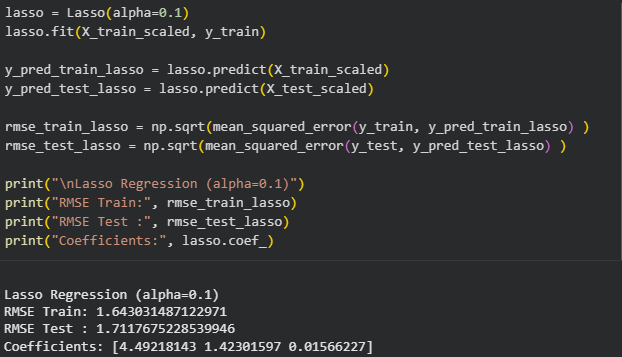 lasso = Lasso(alpha=0.1)
lasso.fit(X_train_scaled, y_train)
y_pred_train_lasso = lasso.predict(X_train_scaled)
y_pred_test_lasso = lasso.predict(X_test_scaled)
rmse_train_lasso = np.sqrt(mean_squared_error(y_train, y_pred_train_lasso) )
rmse_test_lasso = np.sqrt(mean_squared_error(y_test, y_pred_test_lasso) )
print("\nLasso Regression (alpha=0.1)")
print("RMSE Train:", rmse_train_lasso)
print("RMSE Test :", rmse_test_lasso)
print("Coefficients:", lasso.coef_)
Lasso Regression (alpha=0.1)
RMSE Train: 1.643031487122971
RMSE Test : 1.7117675228539946
Coefficients: [4.49218143 1.42301597 0.01566227]